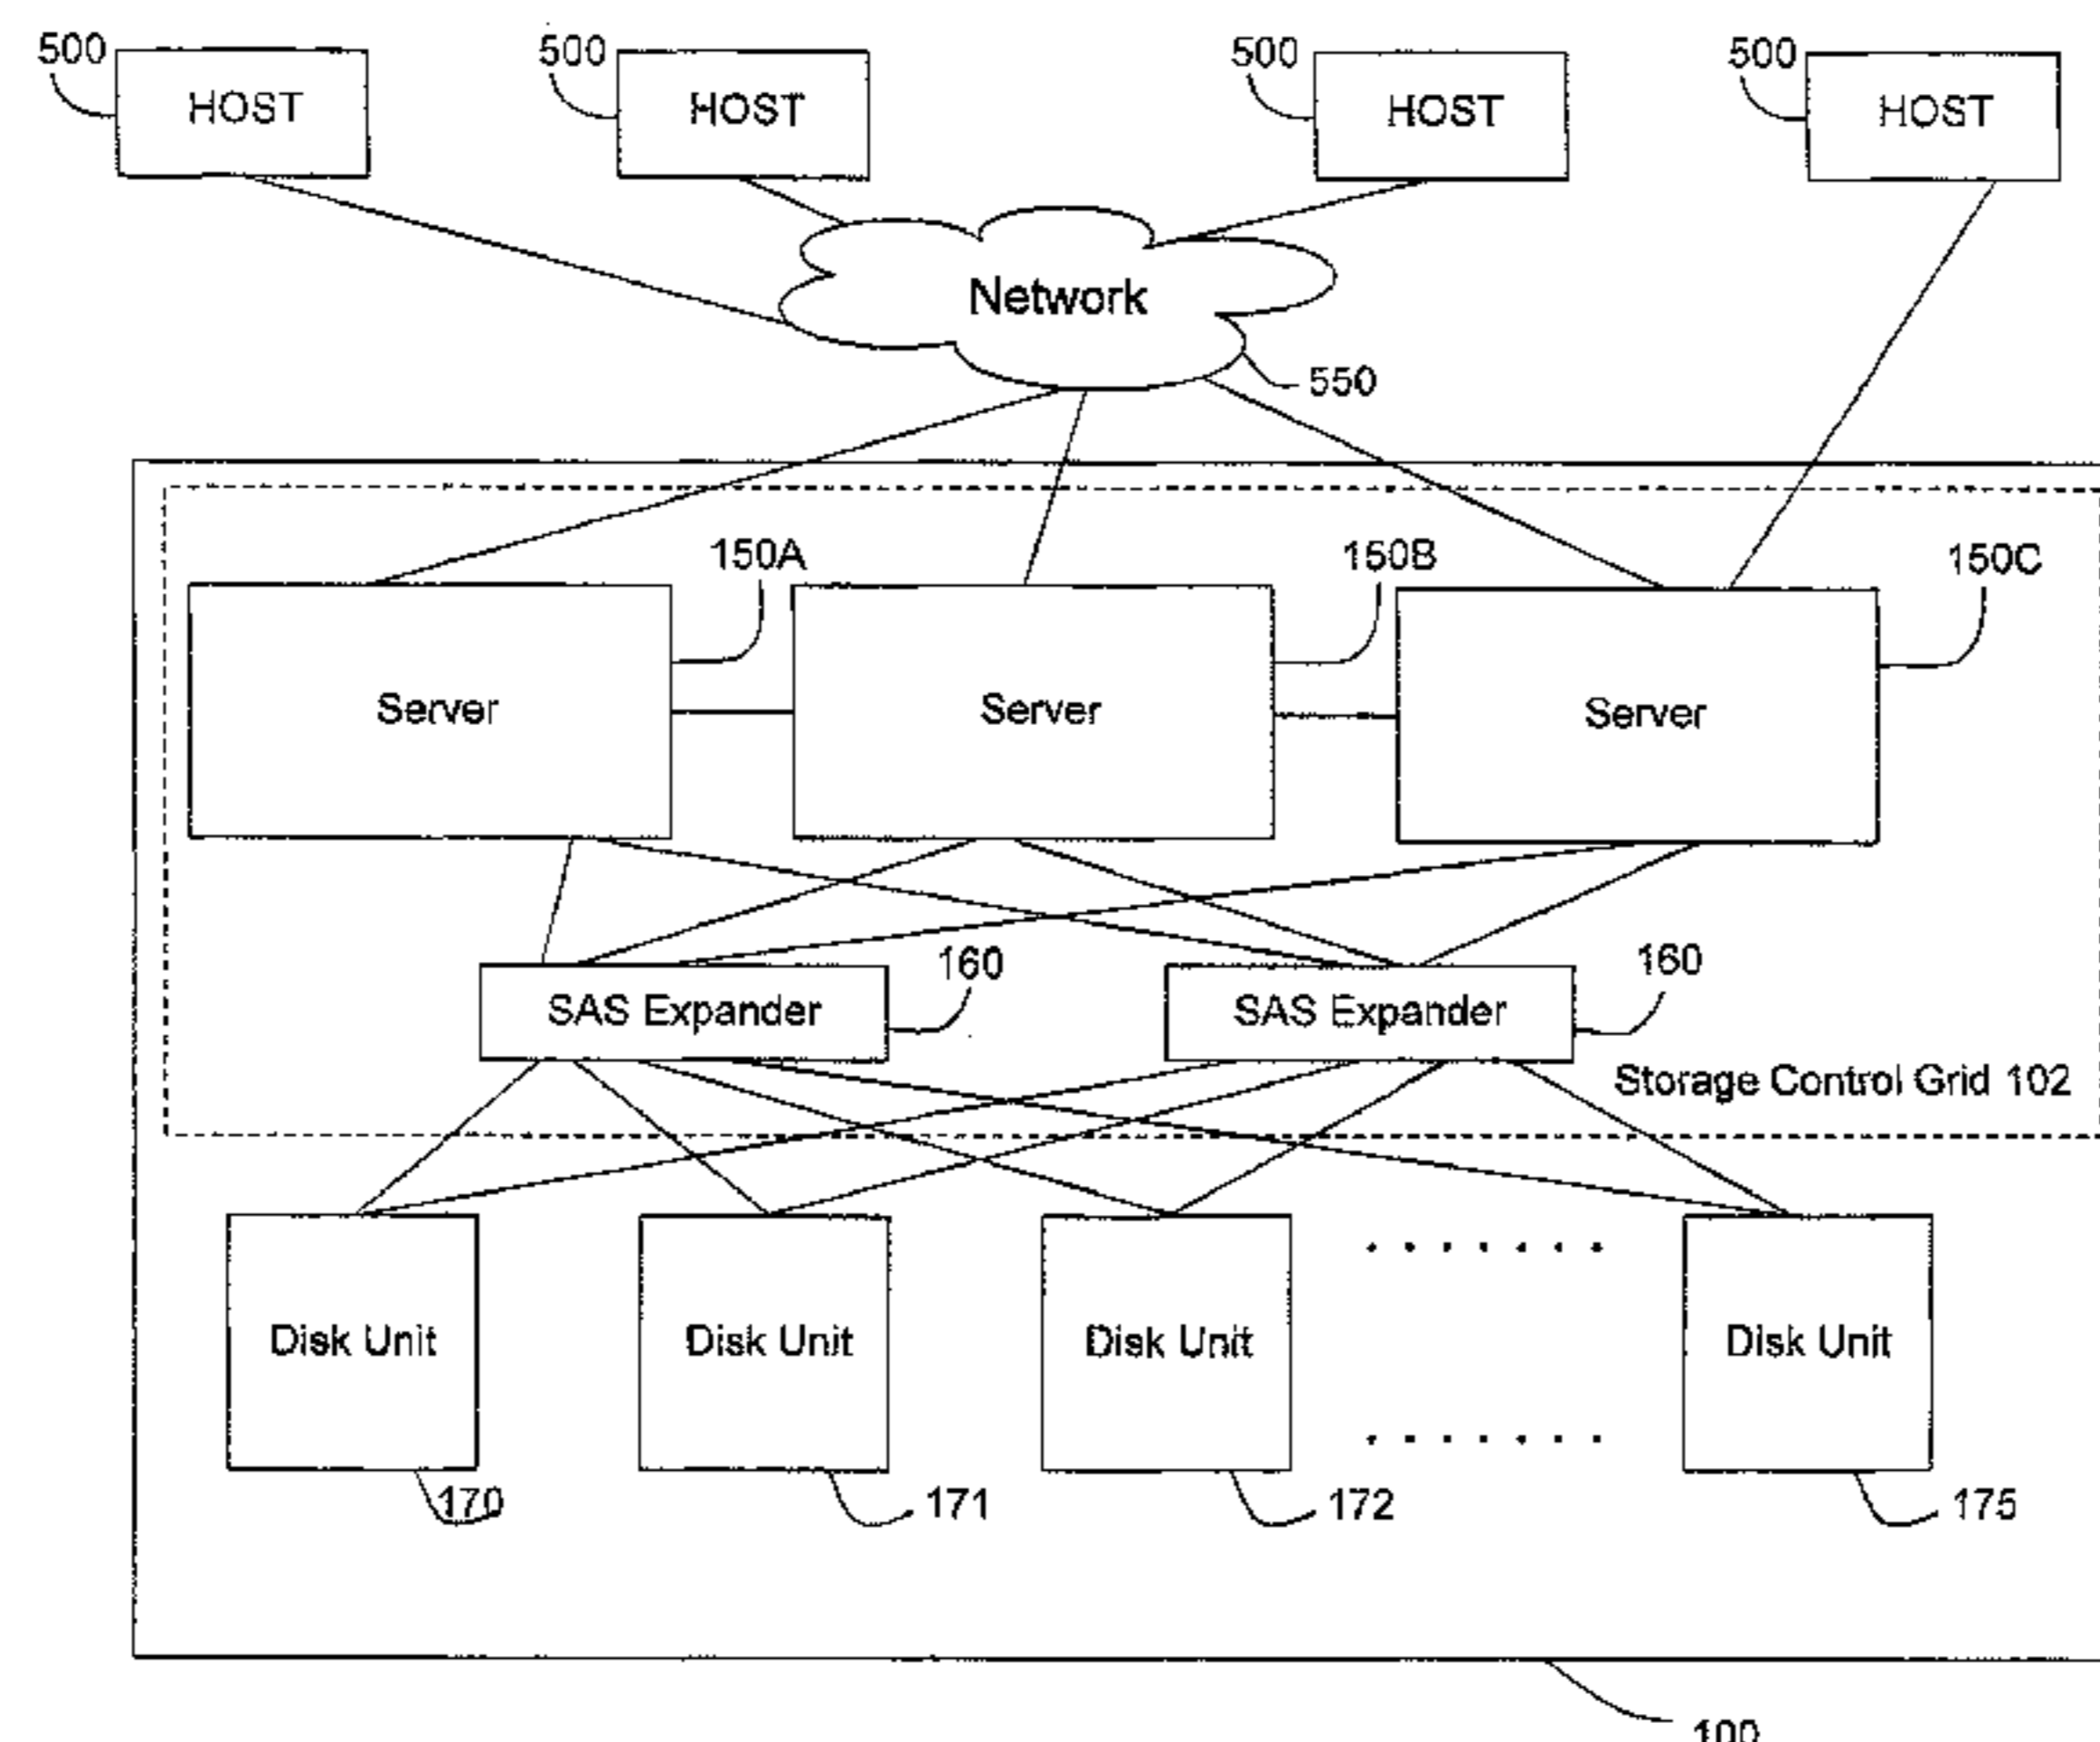 500 HOST 500 HOST 500 HOST 500 HOST
Network
550
150A 150B 150C
Server Server Server
160 160
SAS Expander SAS Expander
Storage Control Grid 102
Disk Unit Disk Unit Disk Unit Disk Unit
170 171 172 175
100